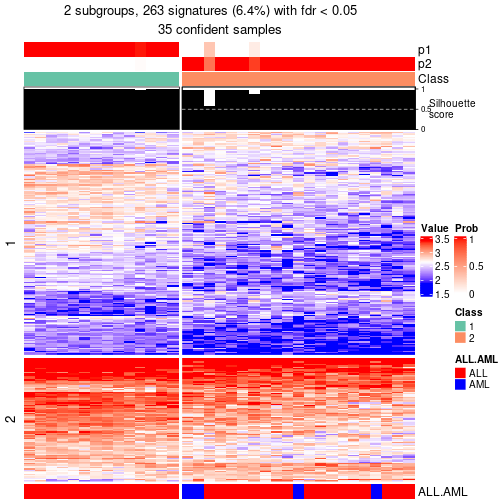 2 subgroups, 263 signatures (6.4%) with fdr < 0.05
35 confident samples
p1
p2
Class
1
0.5
0
Silhouette
score
1
2
Value
3.5
3
2.5
2
1.5
Prob
1
0.5
0
Class
1
2
ALL.AML
ALL
AML
ALL.AML